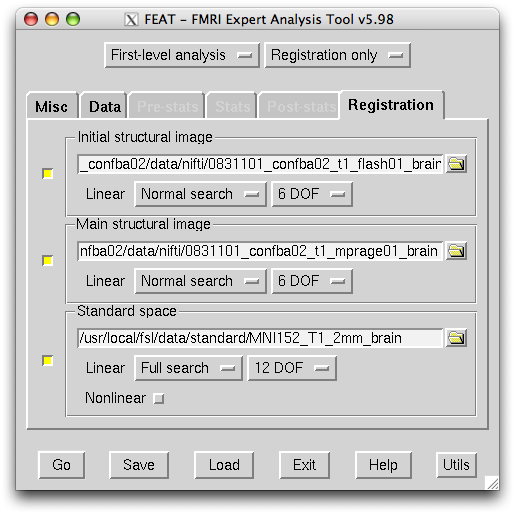 FEAT - FMRI Expert Analysis Tool v5.98
First-level analysis Registration only
Misc Data Pre-stats Stats Post-stats Registration
Initial structural image
_confba02/data/nifti/0831101_confba02_t1_flash01_brain
Linear Normal search 6 DOF
Main structural image
nfba02/data/nifti/0831101_confba02_t1_mprage01_brain
Linear Normal search 6 DOF
Standard space
/usr/local/fsl/data/standard/MNI152_T1_2mm_brain
Linear Full search 12 DOF
Nonlinear
Go Save Load Exit Help Utils